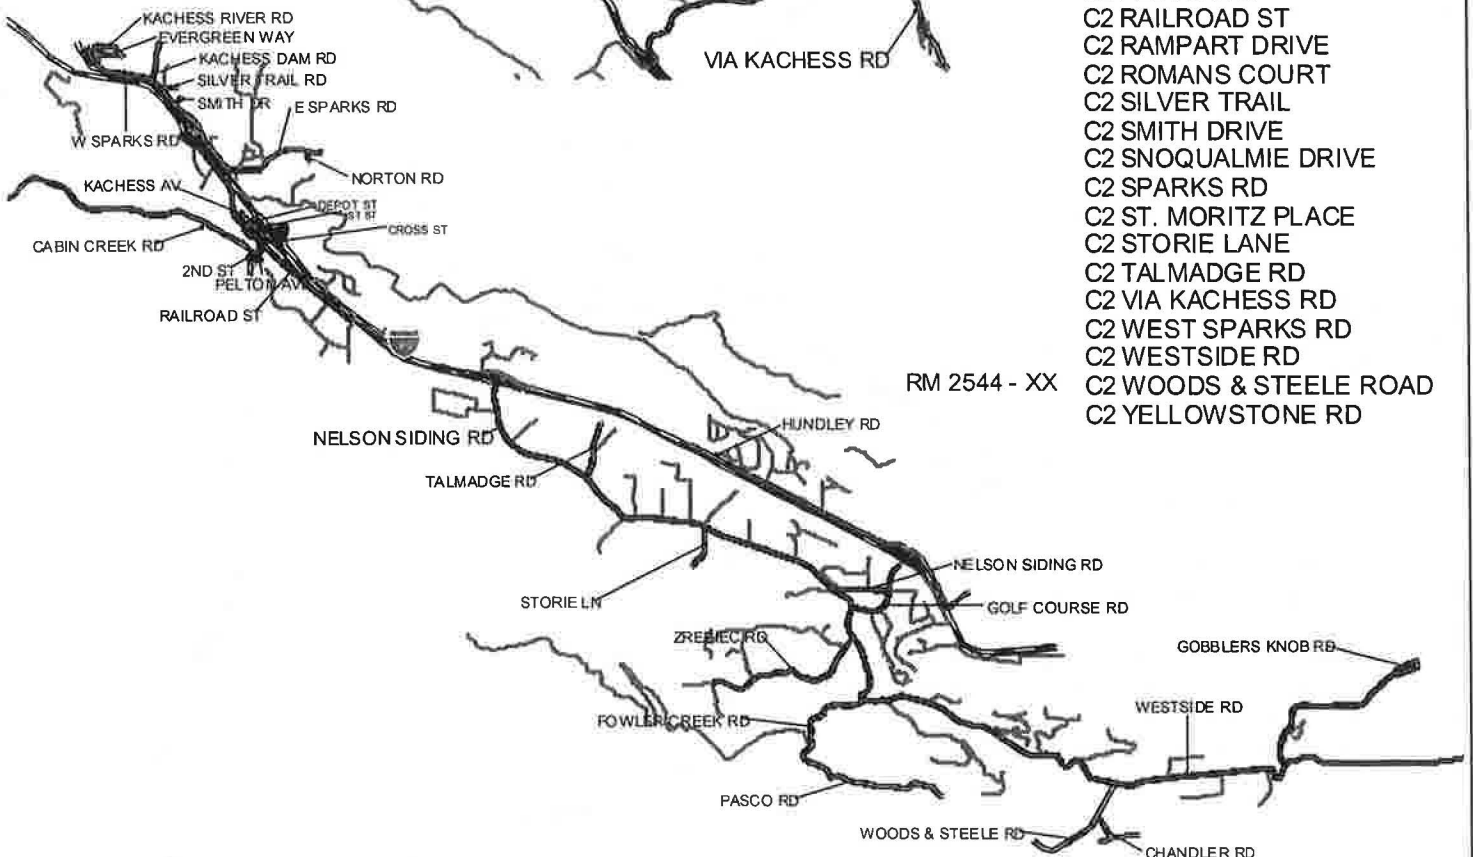 KACHESS RIVER RD
EVERGREEN WAY
KACHESS DAM RD
SILVER TRAIL RD
SMITH DR
E SPARKS RD
W SPARKS RD
NORTON RD
KACHESS AV
DEPOT ST
ST ST
CROSS ST
CABIN CREEK RD
2ND ST
PELTON AV
RAILROAD ST
VIA KACHESS RD
NELSON SIDING RD
TALMADGE RD
HUNDLEY RD
STORIE LN
NELSON SIDING RD
GOLF COURSE RD
ZREBIEC RD
GOBBLERS KNOB RD
FOWLER CREEK RD
WESTSIDE RD
PASCO RD
WOODS & STEELE RD
CHANDLER RD
RM 2544 - XX
C2 RAILROAD ST
C2 RAMPART DRIVE
C2 ROMANS COURT
C2 SILVER TRAIL
C2 SMITH DRIVE
C2 SNOQUALMIE DRIVE
C2 SPARKS RD
C2 ST. MORITZ PLACE
C2 STORIE LANE
C2 TALMADGE RD
C2 VIA KACHESS RD
C2 WEST SPARKS RD
C2 WESTSIDE RD
C2 WOODS & STEELE ROAD
C2 YELLOWSTONE RD